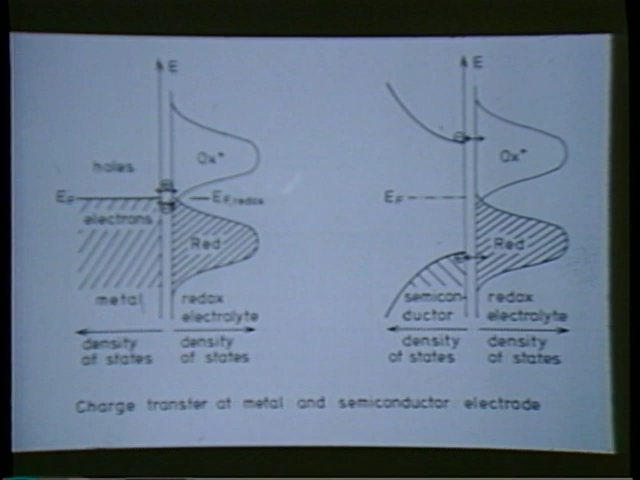 E
Ox+
holes
EF
EF,redox
electrons
Red
metal
redox
electrolyte
density
of states
density
of states
E
Ox+
EF
Red
semicon-
ductor
redox
electrolyte
density
of states
density
of states
Charge transfer at metal and semiconductor electrode